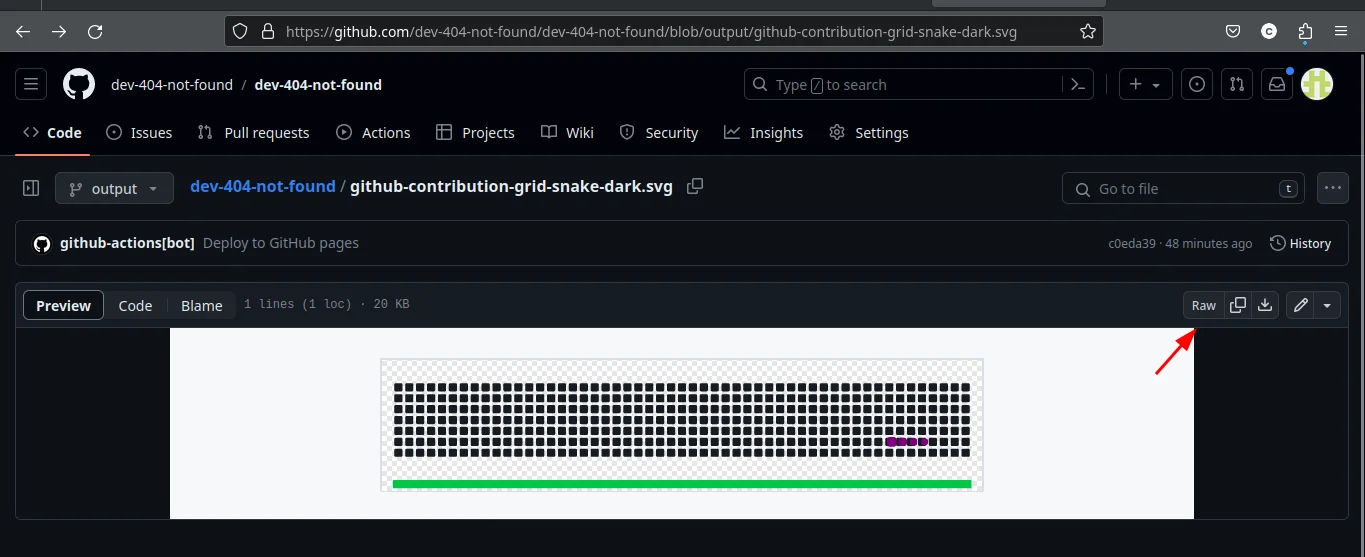 https://github.com/dev-404-not-found/dev-404-not-found/blob/output/github-contribution-grid-snake-dark.svg
C
dev-404-not-found / dev-404-not-found
Type / to search
Code Issues Pull requests Actions Projects Wiki Security Insights Settings
output
dev-404-not-found / github-contribution-grid-snake-dark.svg
Go to file t
github-actions[bot] Deploy to GitHub pages c0eda39 · 48 minutes ago History
Preview Code Blame 1 lines (1 loc) · 20 KB Raw